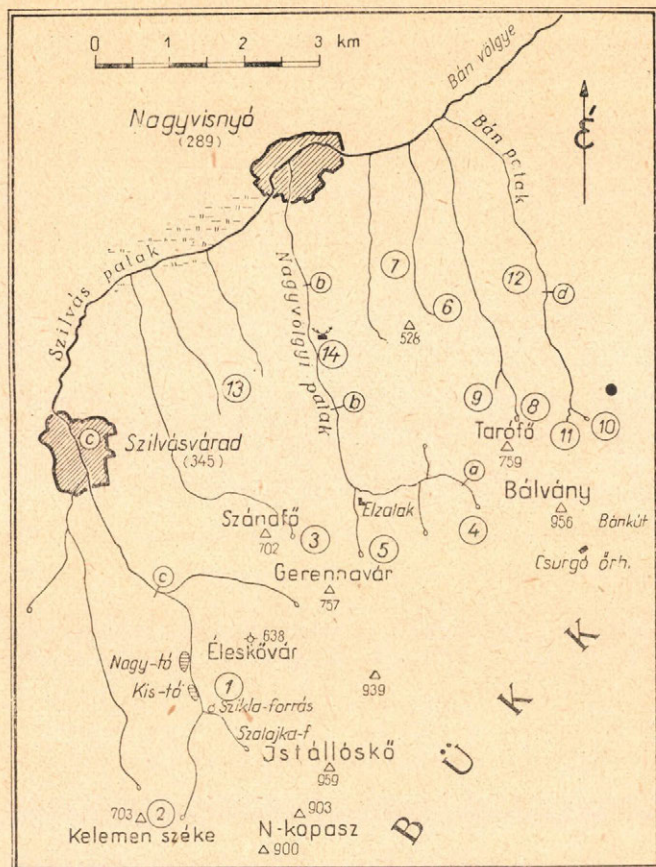 0 1 2 3 km
Bán völgye
Nagyvisnyó
(289)
É
Bán patak
Szilvás patak
b
7
6
12
d
Nagyvölgyi patak
528
14
13
b
9
8
11
10
c
Szilvásvárad
(345)
Tarófő
759
a
Bálvány
956
Bánkút
Elzalak
Szánafő
702
3
5
4
Csurgó őrh.
Gerennavár
757
c
638
Éleskővár
Nagy-tó
Kis-tó
1
Szikla-forrás
939
Szalajka-f
Istállóskő
959
BÜKK
703
2
903
Kelemen széke
N-kopasz
900